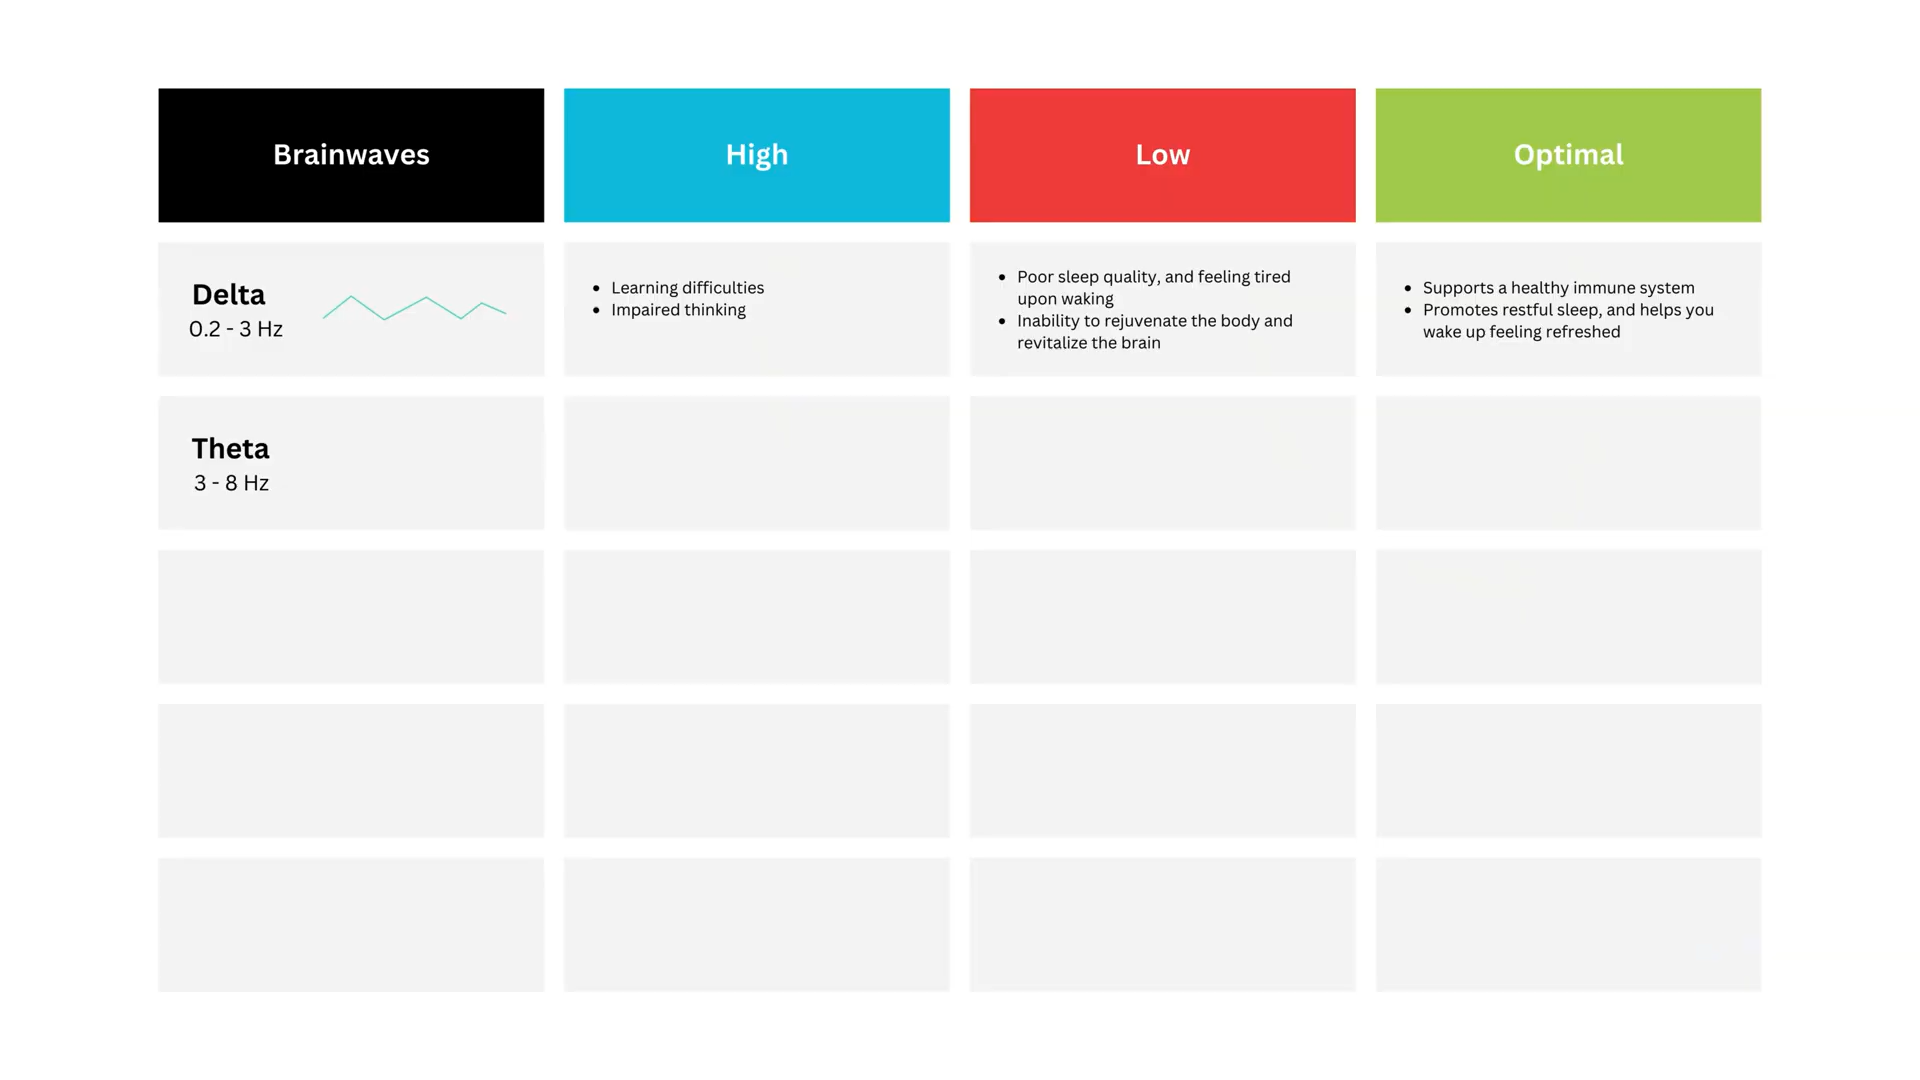 Brainwaves
High
Low
Optimal
Delta
0.2 - 3 Hz
• Learning difficulties
• Impaired thinking
• Poor sleep quality, and feeling tired
upon waking
• Inability to rejuvenate the body and
revitalize the brain
• Supports a healthy immune system
• Promotes restful sleep, and helps you
wake up feeling refreshed
Theta
3 - 8 Hz